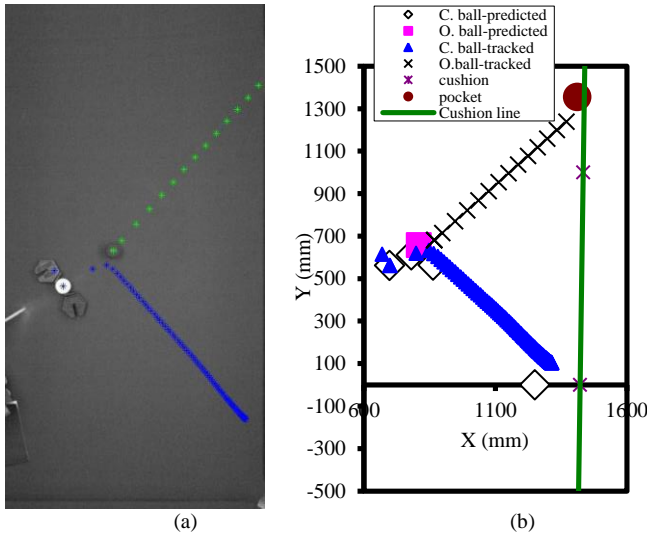 C. ball-predicted
O. ball-predicted
C. ball-tracked
O.ball-tracked
cushion
pocket
Cushion line
1500
1300
1100
900
700
500
300
100
-100
-300
-500
Y (mm)
600
1100
1600
X (mm)
(a)
(b)